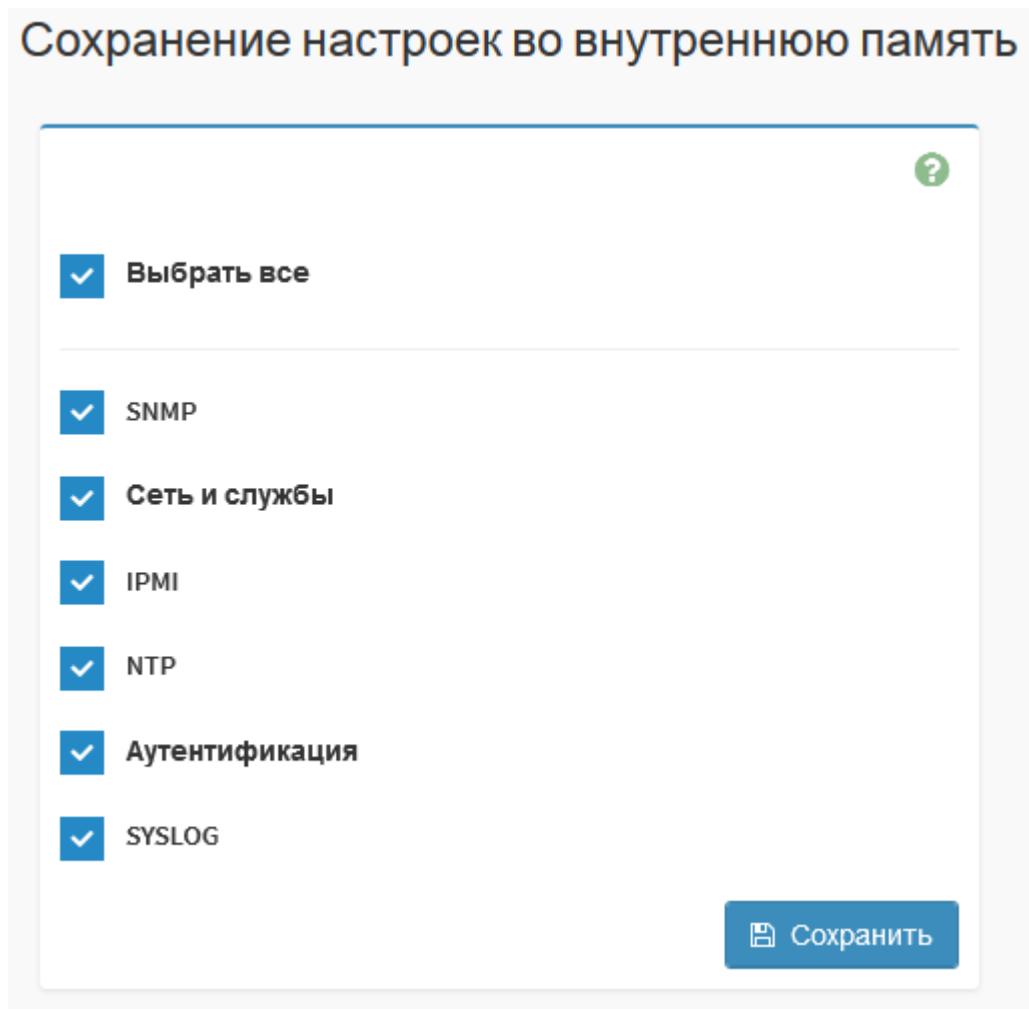 Сохранение настроек во внутреннюю память
?
Выбрать все
SNMP
Сеть и службы
IPMI
NTP
Аутентификация
SYSLOG
Сохранить